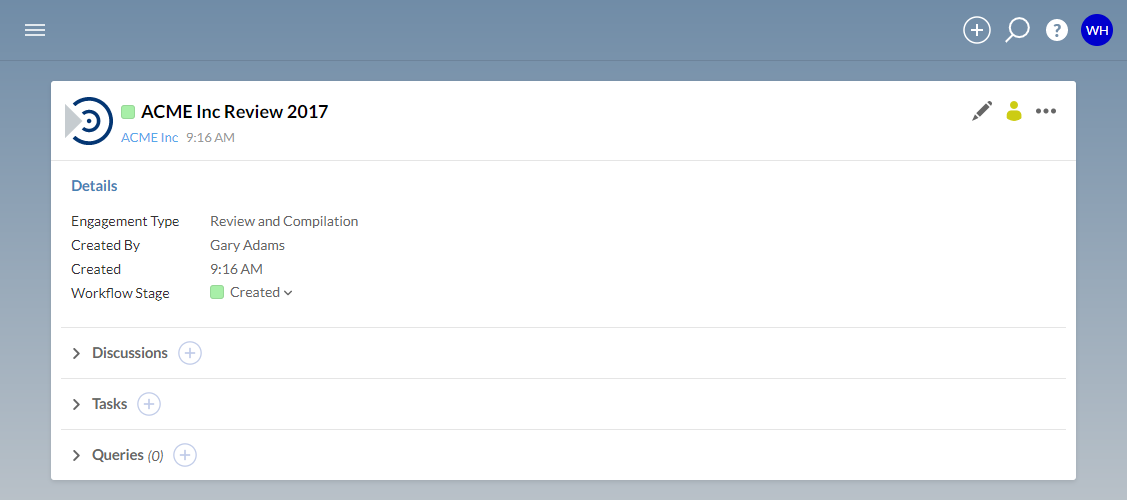 ? WH
ACME Inc Review 2017
ACME Inc 9:16 AM
Details
Engagement Type Review and Compilation
Created By Gary Adams
Created 9:16 AM
Workflow Stage Created
Discussions
Tasks
Queries (0)